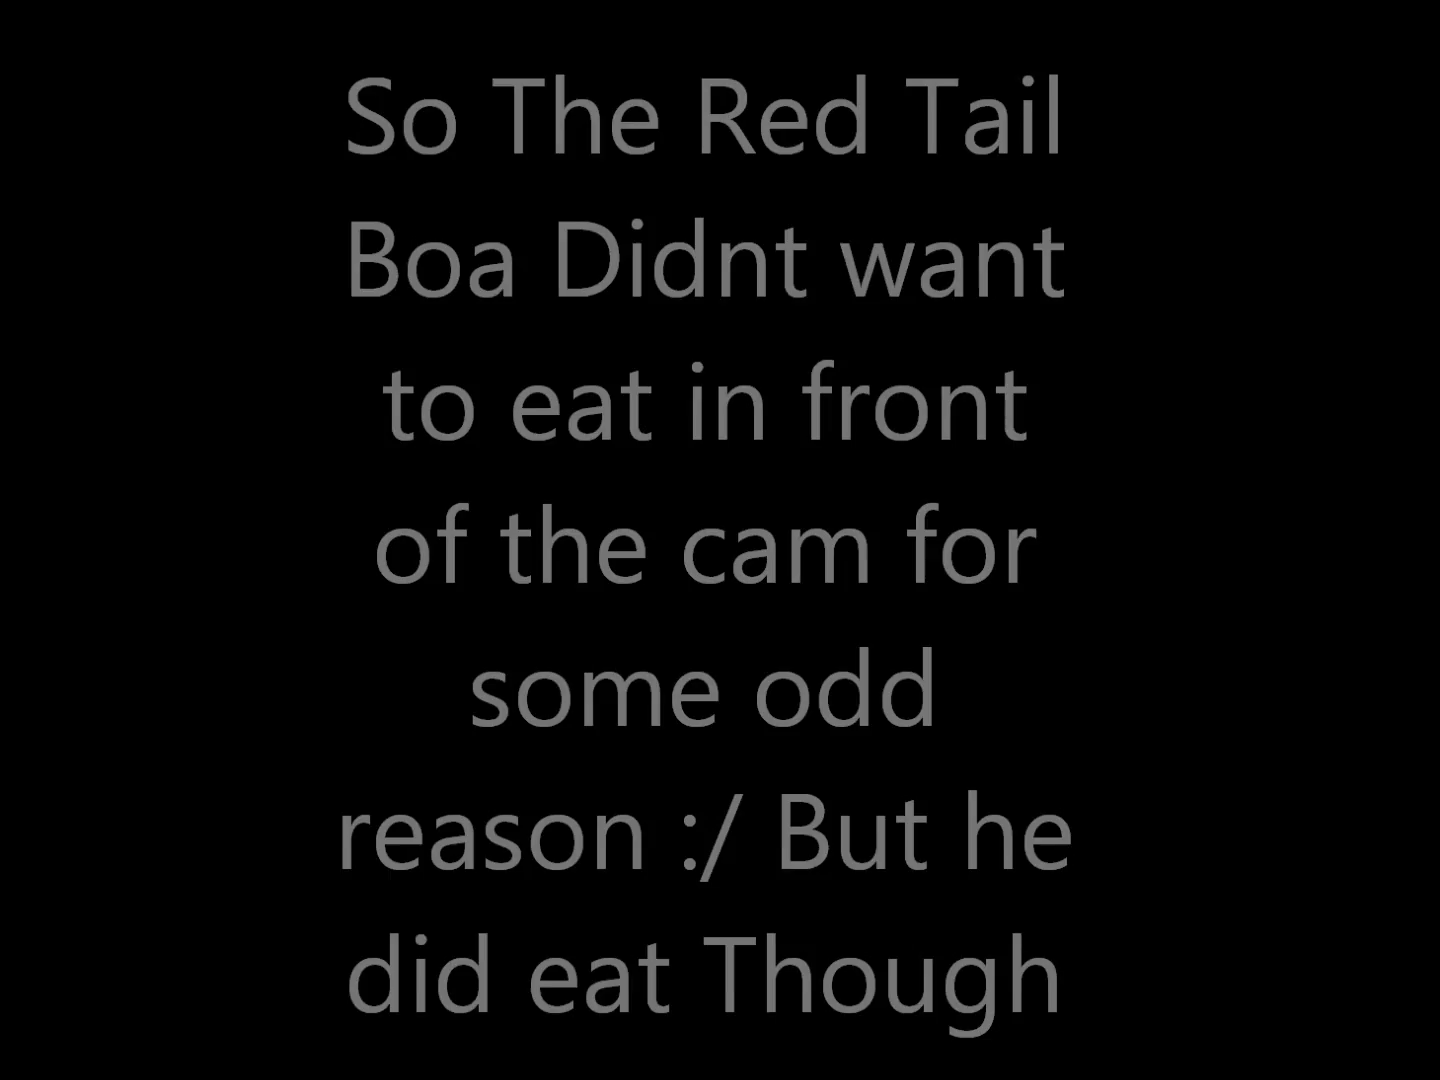 So The Red Tail
Boa Didnt want
to eat in front
of the cam for
some odd
reason :/ But he
did eat Though